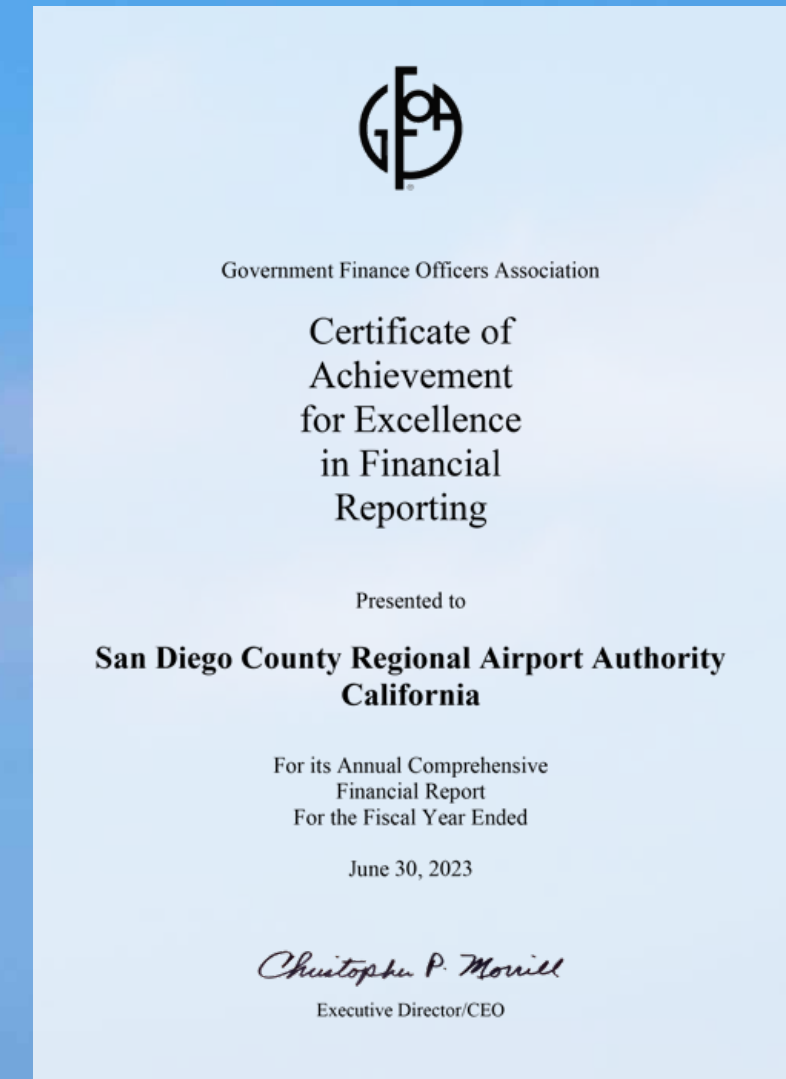 GFOA
Government Finance Officers Association
Certificate of
Achievement
for Excellence
in Financial
Reporting
Presented to
San Diego County Regional Airport Authority
California
For its Annual Comprehensive
Financial Report
For the Fiscal Year Ended
June 30, 2023
Christopher P. Morrill
Executive Director/CEO